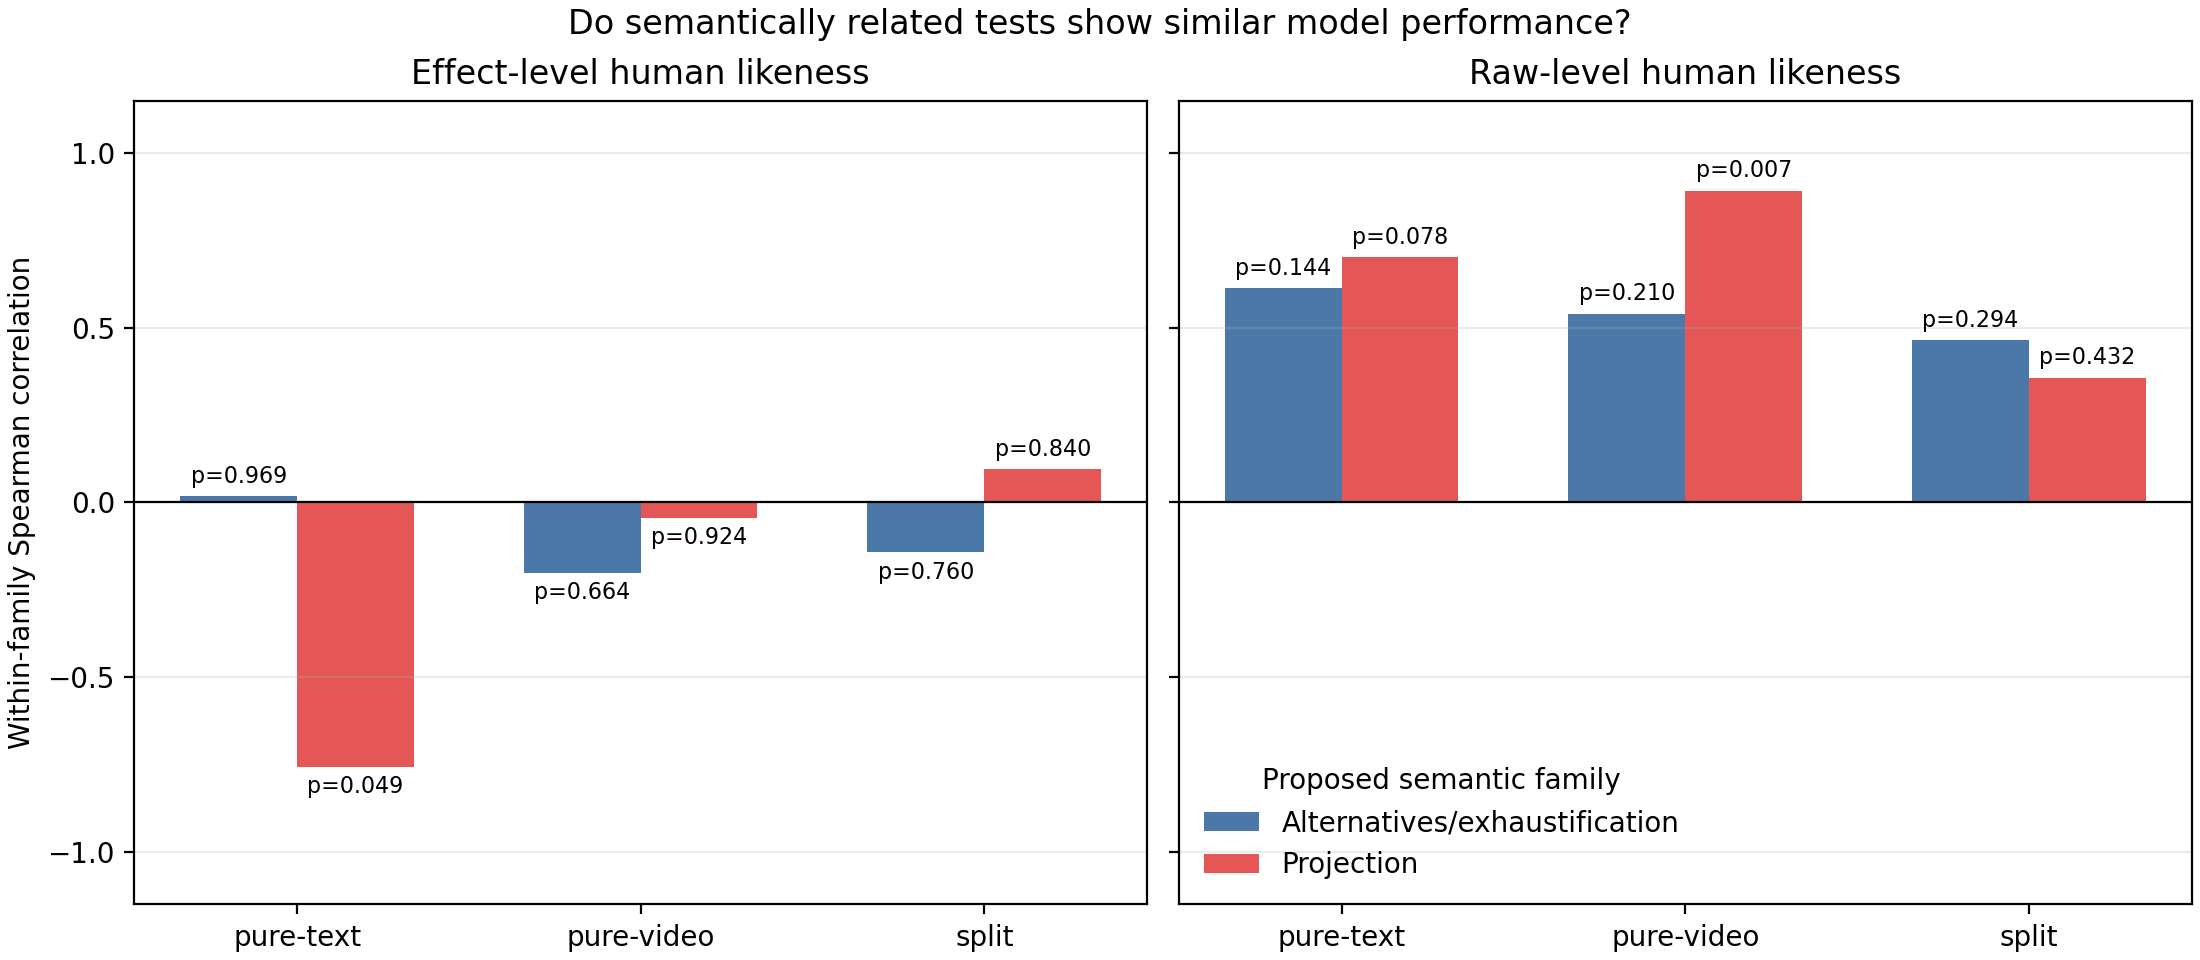 Do semantically related tests show similar model performance?
Effect-level human likeness
Within-family Spearman correlation
1.0
0.5
0.0
−0.5
−1.0
p=0.969
p=0.049
p=0.664
p=0.924
p=0.760
p=0.840
pure-text
pure-video
split
Raw-level human likeness
p=0.144
p=0.078
p=0.210
p=0.007
p=0.294
p=0.432
Proposed semantic family
Alternatives/exhaustification
Projection
pure-text
pure-video
split